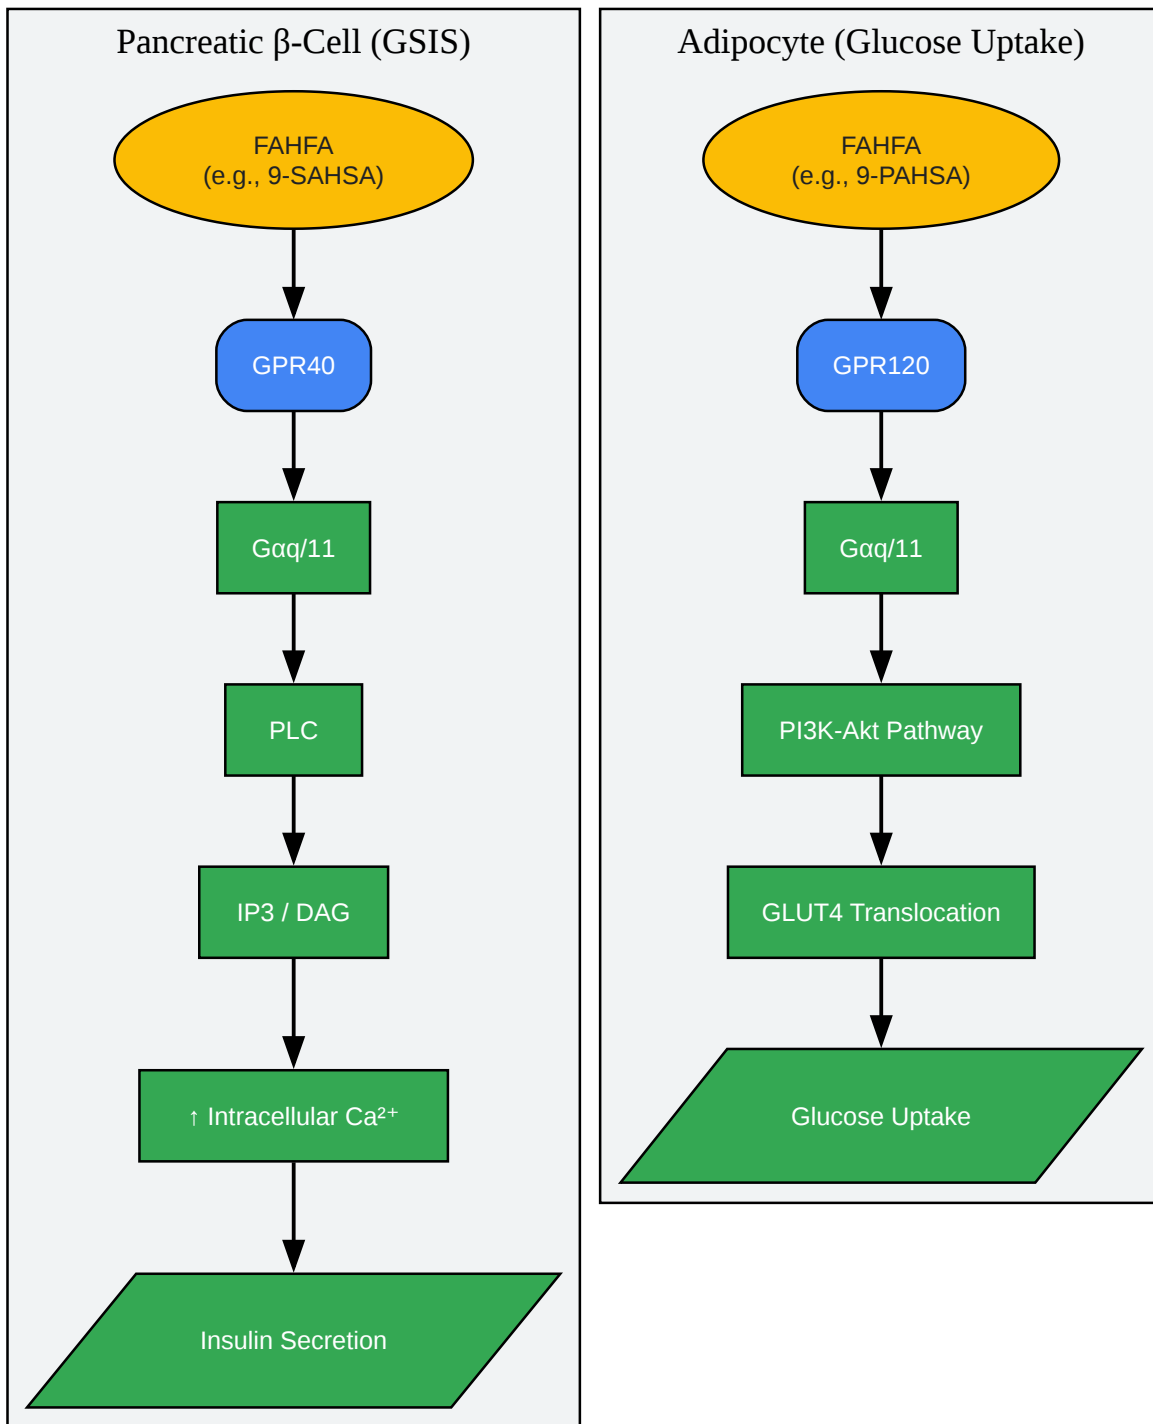 Pancreatic β-Cell (GSIS)
FAHFA
(e.g., 9-SAHSA)
GPR40
Gαq/11
PLC
IP3 / DAG
↑ Intracellular Ca²⁺
Insulin Secretion
Adipocyte (Glucose Uptake)
FAHFA
(e.g., 9-PAHSA)
GPR120
Gαq/11
PI3K-Akt Pathway
GLUT4 Translocation
Glucose Uptake